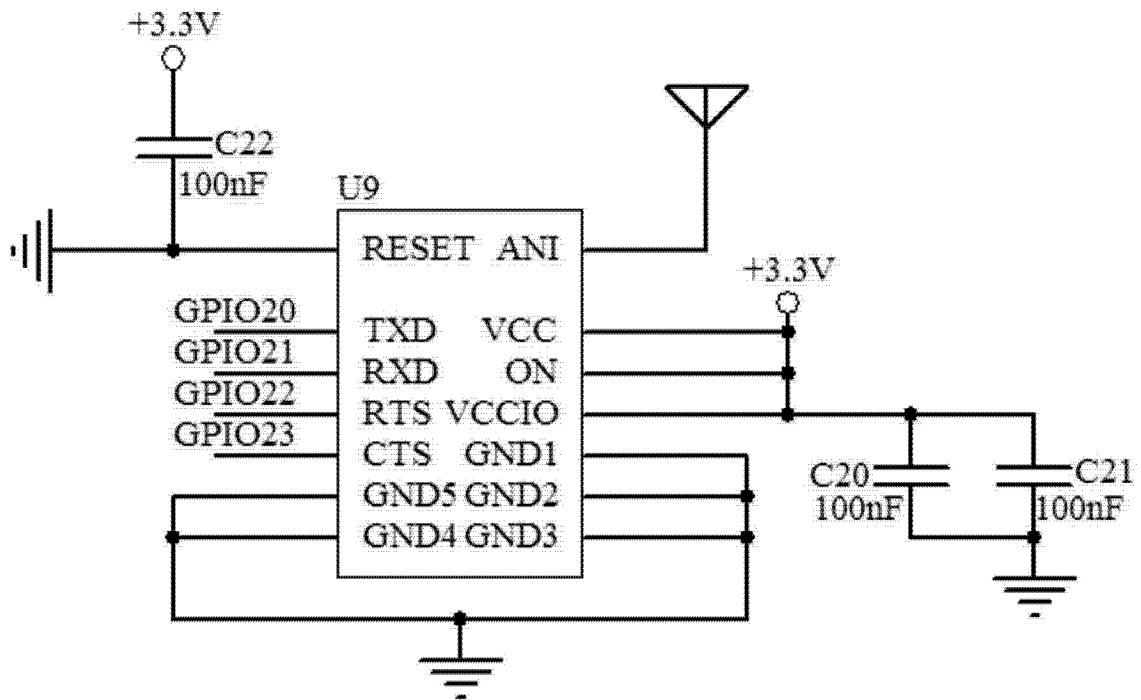 +3.3V
C22
100nF
U9
RESET ANI
+3.3V
GPIO20
TXD VCC
GPIO21
RXD ON
GPIO22
RTS VCCIO
GPIO23
CTS GND1
C20
100nF
C21
100nF
GND5 GND2
GND4 GND3